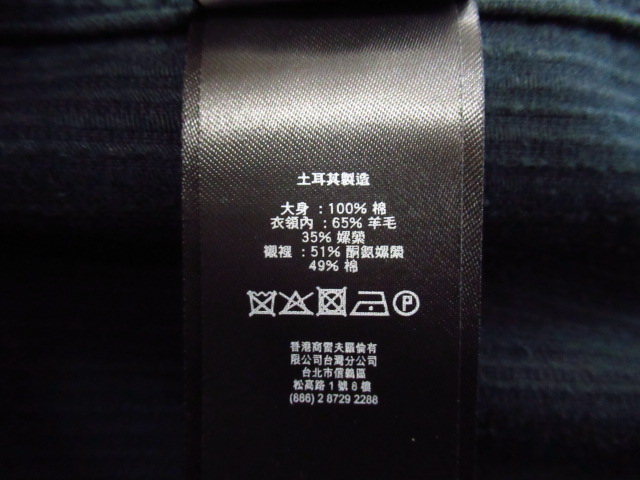 土耳其製造
大身 : 100% 棉
衣領內 : 65% 羊毛
35% 嫘縈
襯裡 : 51% 酮氨嫘縈
49% 棉
P
香港商雷夫羅倫有
限公司台灣分公司
台北市信義區
松高路 1 號 8 樓
(886) 2 8729 2288